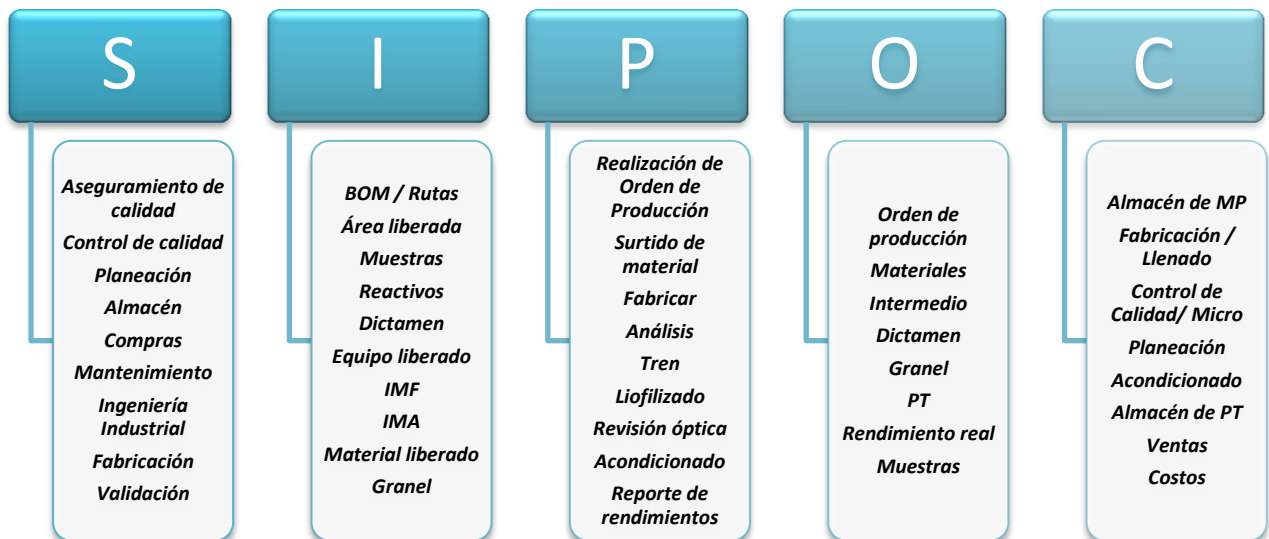 S
Aseguramiento de
calidad
Control de calidad
Planeación
Almacén
Compras
Mantenimiento
Ingeniería
Industrial
Fabricación
Validación
I
BOM / Rutas
Área liberada
Muestras
Reactivos
Dictamen
Equipo liberado
IMF
IMA
Material liberado
Granel
P
Realización de
Orden de
Producción
Surtido de
material
Fabricar
Análisis
Tren
Liofilizado
Revisión óptica
Acondicionado
Reporte de
rendimientos
O
Orden de
producción
Materiales
Intermedio
Dictamen
Granel
PT
Rendimiento real
Muestras
C
Almacén de MP
Fabricación /
Llenado
Control de
Calidad/ Micro
Planeación
Acondicionado
Almacén de PT
Ventas
Costos